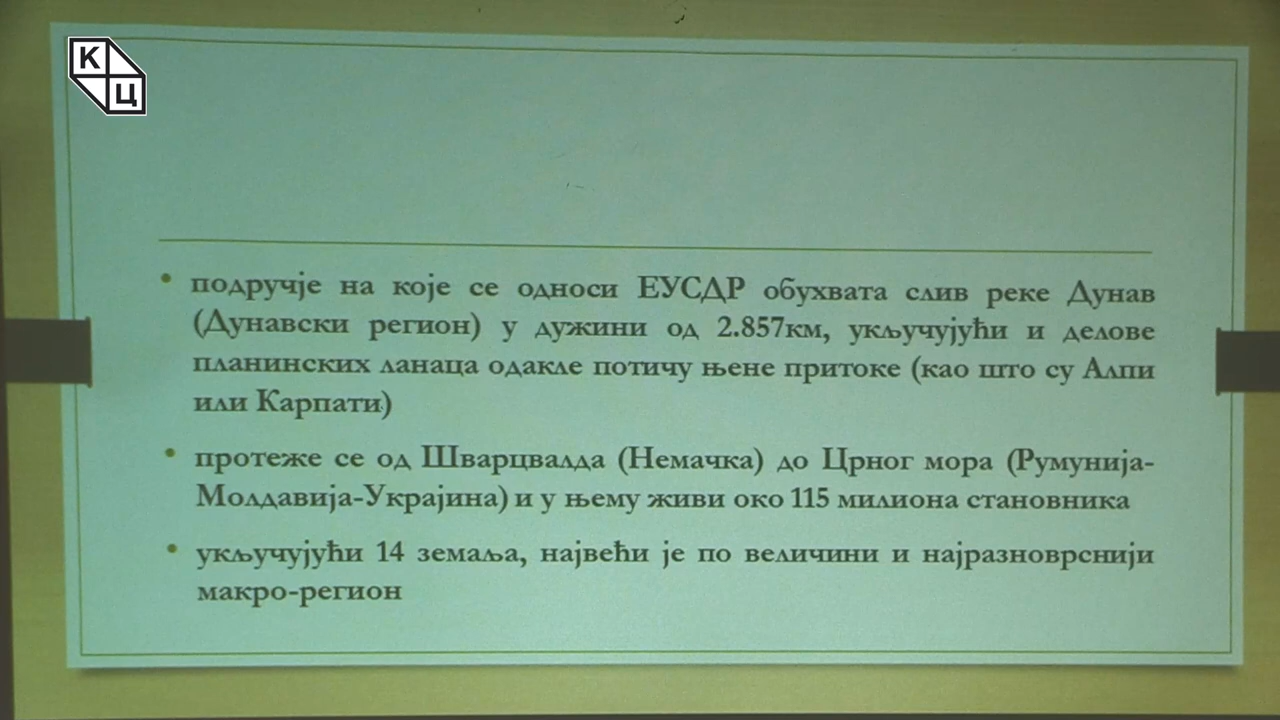 К
Ц
• подручје на које се односи ЕУСДР обухвата слив реке Дунав
(Дунавски регион) у дужини од 2.857км, укључујући и делове
планинских ланаца одакле потичу њене притоке (као што су Алпи
или Карпати)
• протеже се од Шварцвалда (Немачка) до Црног мора (Румунија-
Молдавија-Украјина) и у њему живи око 115 милиона становника
• укључујући 14 земаља, највећи је по величини и најразноврснији
макро-регион